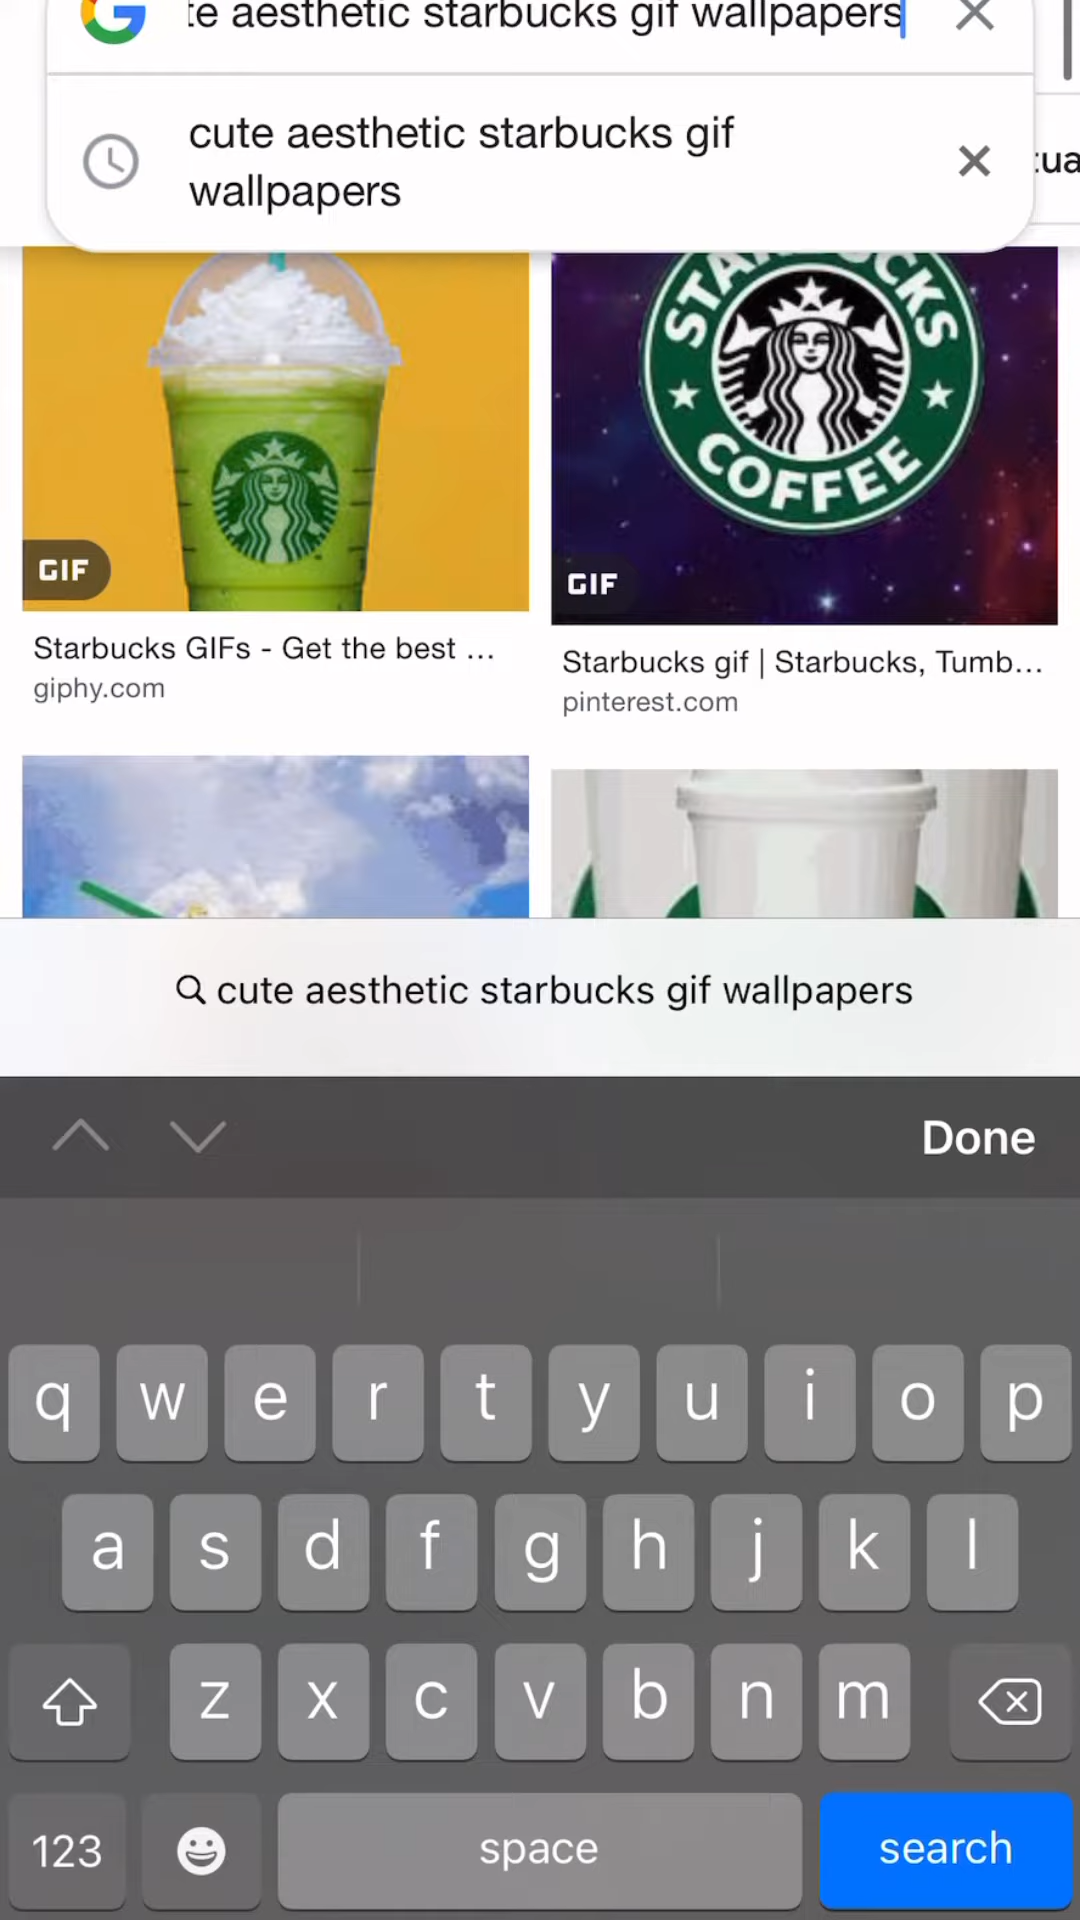 te aesthetic starbucks gif wallpapers
cute aesthetic starbucks gif
wallpapers
tua
STARBUCKS
COFFEE
GIF
GIF
Starbucks GIFs - Get the best ...
giphy.com
Starbucks gif | Starbucks, Tumb...
pinterest.com
cute aesthetic starbucks gif wallpapers
Done
q w e r t y u i o p
a s d f g h j k l
z x c v b n m
123 space search